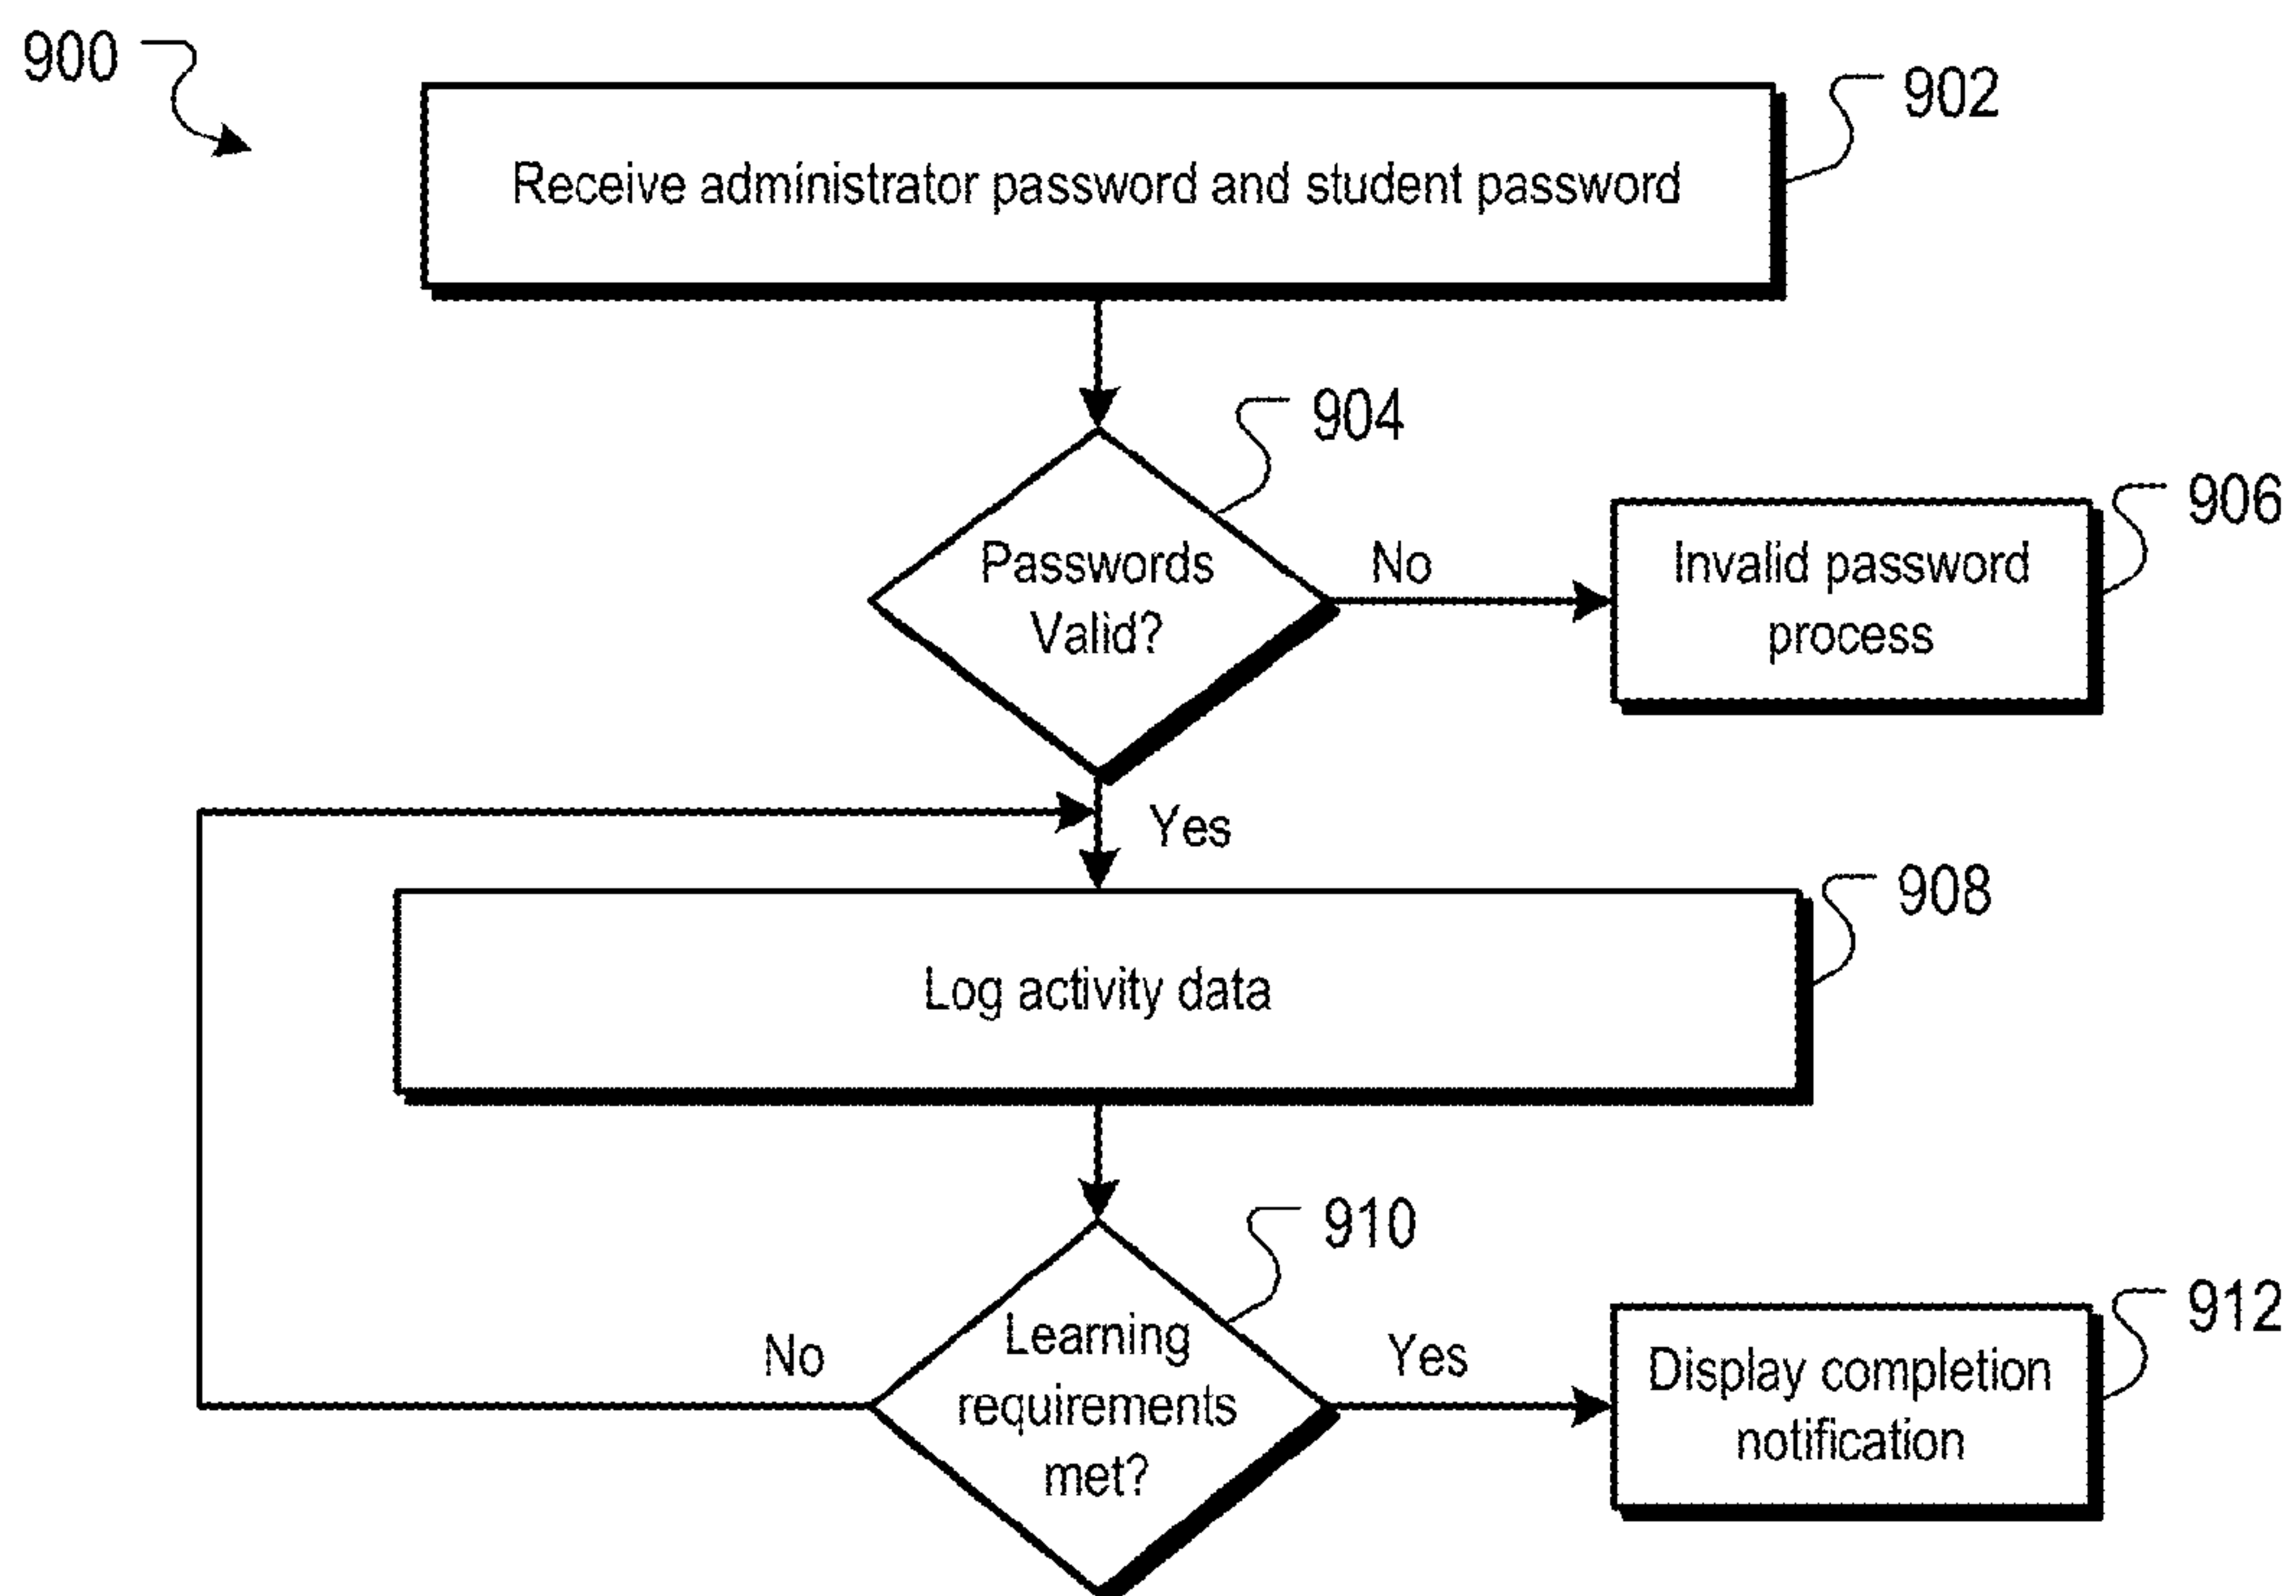 900
902
Receive administrator password and student password
904
Passwords
Valid?
No
906
Invalid password
process
Yes
908
Log activity data
910
Learning
requirements
met?
No
Yes
912
Display completion
notification